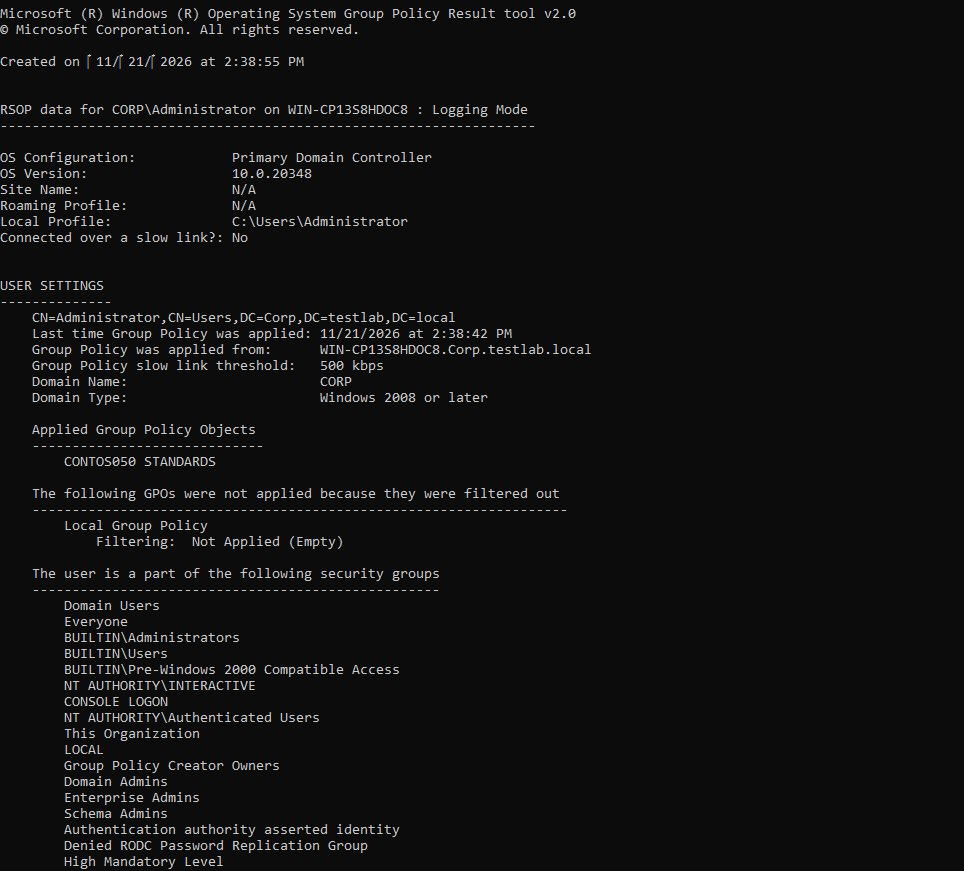 Microsoft (R) Windows (R) Operating System Group Policy Result tool v2.0
© Microsoft Corporation. All rights reserved.
Created on 11/21/2026 at 2:38:55 PM
RSOP data for CORP\Administrator on WIN-CP13S8HDOC8 : Logging Mode
-------------------------------------------------------------------
OS Configuration:            Primary Domain Controller
OS Version:                  10.0.20348
Site Name:                   N/A
Roaming Profile:             N/A
Local Profile:               C:\Users\Administrator
Connected over a slow link?: No
USER SETTINGS
--------------
    CN=Administrator,CN=Users,DC=Corp,DC=testlab,DC=local
    Last time Group Policy was applied: 11/21/2026 at 2:38:42 PM
    Group Policy was applied from:      WIN-CP13S8HDOC8.Corp.testlab.local
    Group Policy slow link threshold:   500 kbps
    Domain Name:                        CORP
    Domain Type:                        Windows 2008 or later
    Applied Group Policy Objects
    -----------------------------
        CONTOS050 STANDARDS
    The following GPOs were not applied because they were filtered out
    -------------------------------------------------------------------
        Local Group Policy
            Filtering:  Not Applied (Empty)
    The user is a part of the following security groups
    ---------------------------------------------------
        Domain Users
        Everyone
        BUILTIN\Administrators
        BUILTIN\Users
        BUILTIN\Pre-Windows 2000 Compatible Access
        NT AUTHORITY\INTERACTIVE
        CONSOLE LOGON
        NT AUTHORITY\Authenticated Users
        This Organization
        LOCAL
        Group Policy Creator Owners
        Domain Admins
        Enterprise Admins
        Schema Admins
        Authentication authority asserted identity
        Denied RODC Password Replication Group
        High Mandatory Level